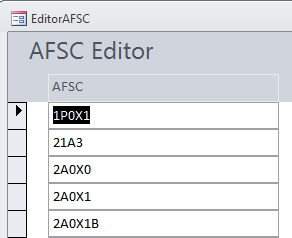 EditorAFSC
AFSC Editor
AFSC
1P0X1
21A3
2A0X0
2A0X1
2A0X1B